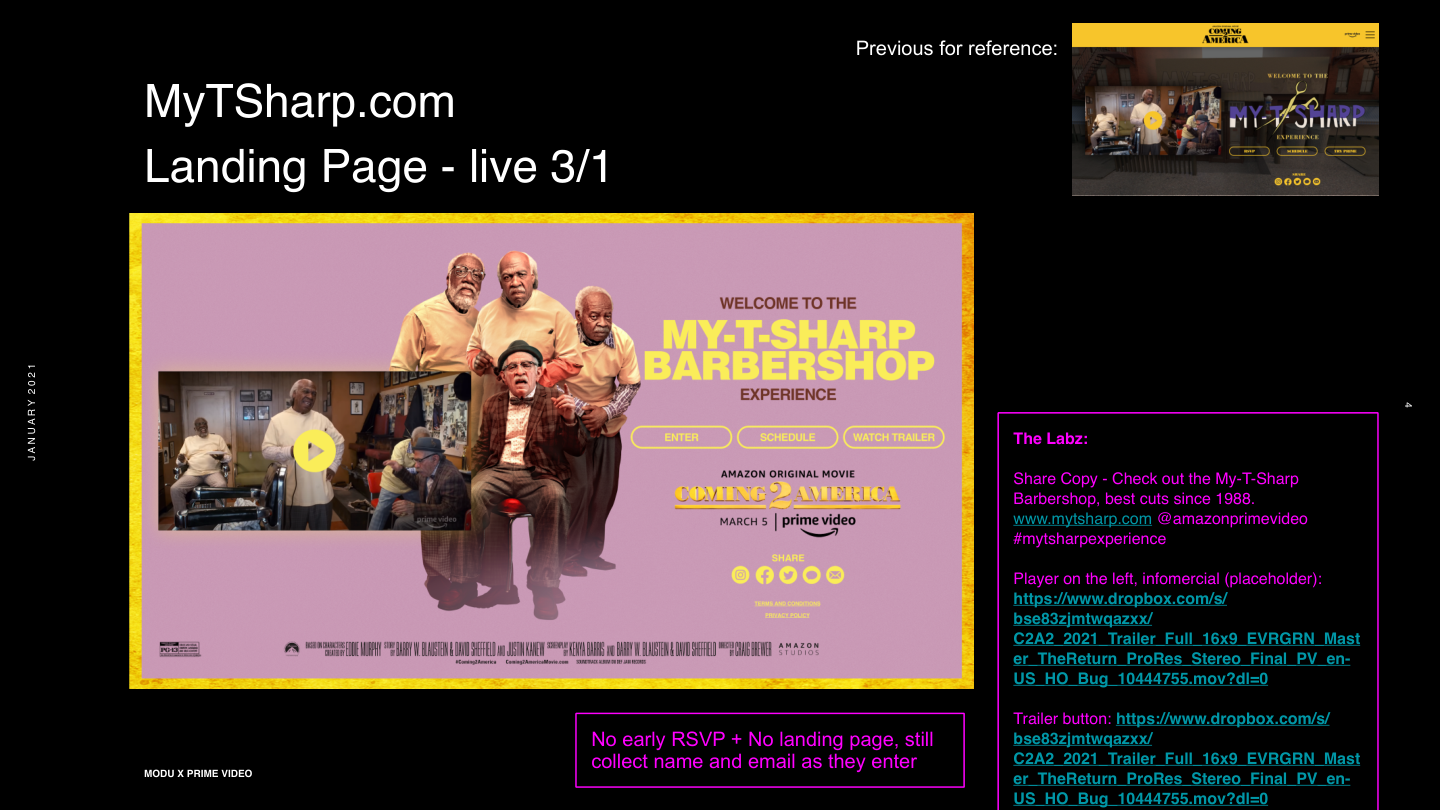 Previous for reference:
COMING 2 AMERICA
prime video
WELCOME TO THE
MY-T-SHARP
EXPERIENCE
RSVP
SCHEDULE
SHARE
MyTSharp.com
Landing Page - live 3/1
JANUARY 2021
4
WELCOME TO THE
MY-T-SHARP
BARBERSHOP
EXPERIENCE
ENTER
SCHEDULE
WATCH TRAILER
AMAZON ORIGINAL MOVIE
COMING 2 AMERICA
MARCH 5 | prime video
SHARE
TERMS AND CONDITIONS
PRIVACY POLICY
prime video
PG-13
BASED ON CHARACTERS CREATED BY EDDIE MURPHY STORY BY BARRY W. BLAUSTEIN & DAVID SHEFFIELD AND JUSTIN KANEW SCREENPLAY BY KENYA BARRIS AND BARRY W. BLAUSTEIN & DAVID SHEFFIELD DIRECTED BY CRAIG BREWER
AMAZON STUDIOS
#Coming2America Coming2AmericaMovie.com SOUNDTRACK ALBUM ON DEF JAM RECORDS
The Labz:
Share Copy - Check out the My-T-Sharp
Barbershop, best cuts since 1988.
www.mytsharp.com @amazonprimevideo
#mytsharpexperience
Player on the left, infomercial (placeholder):
https://www.dropbox.com/s/
bse83zjmtwqazxx/
C2A2_2021_Trailer_Full_16x9_EVRGRN_Mast
er_TheReturn_ProRes_Stereo_Final_PV_en-
US_HO_Bug_10444755.mov?dl=0
Trailer button: https://www.dropbox.com/s/
bse83zjmtwqazxx/
C2A2_2021_Trailer_Full_16x9_EVRGRN_Mast
er_TheReturn_ProRes_Stereo_Final_PV_en-
US_HO_Bug_10444755.mov?dl=0
No early RSVP + No landing page, still
collect name and email as they enter
MODU X PRIME VIDEO